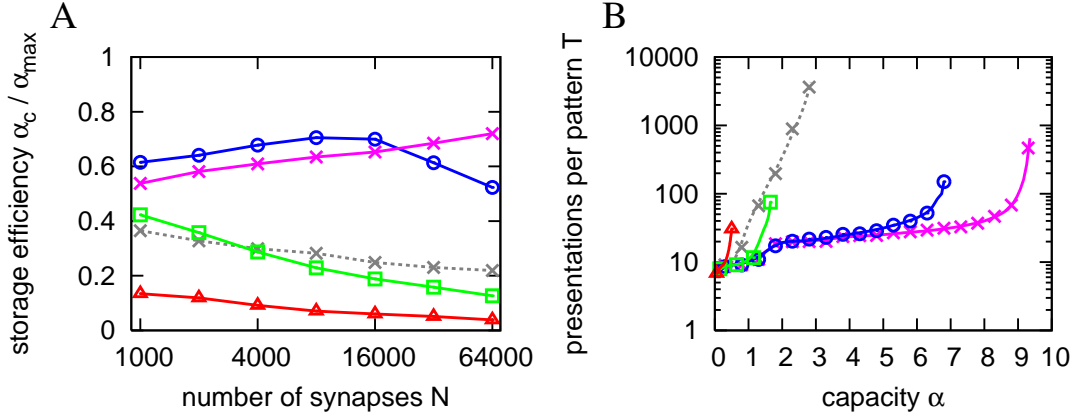 A
storage efficiency α_c / α_max
1
0.8
0.6
0.4
0.2
0
1000 4000 16000 64000
number of synapses N
B
presentations per pattern T
10000
1000
100
10
1
0 1 2 3 4 5 6 7 8 9 10
capacity α